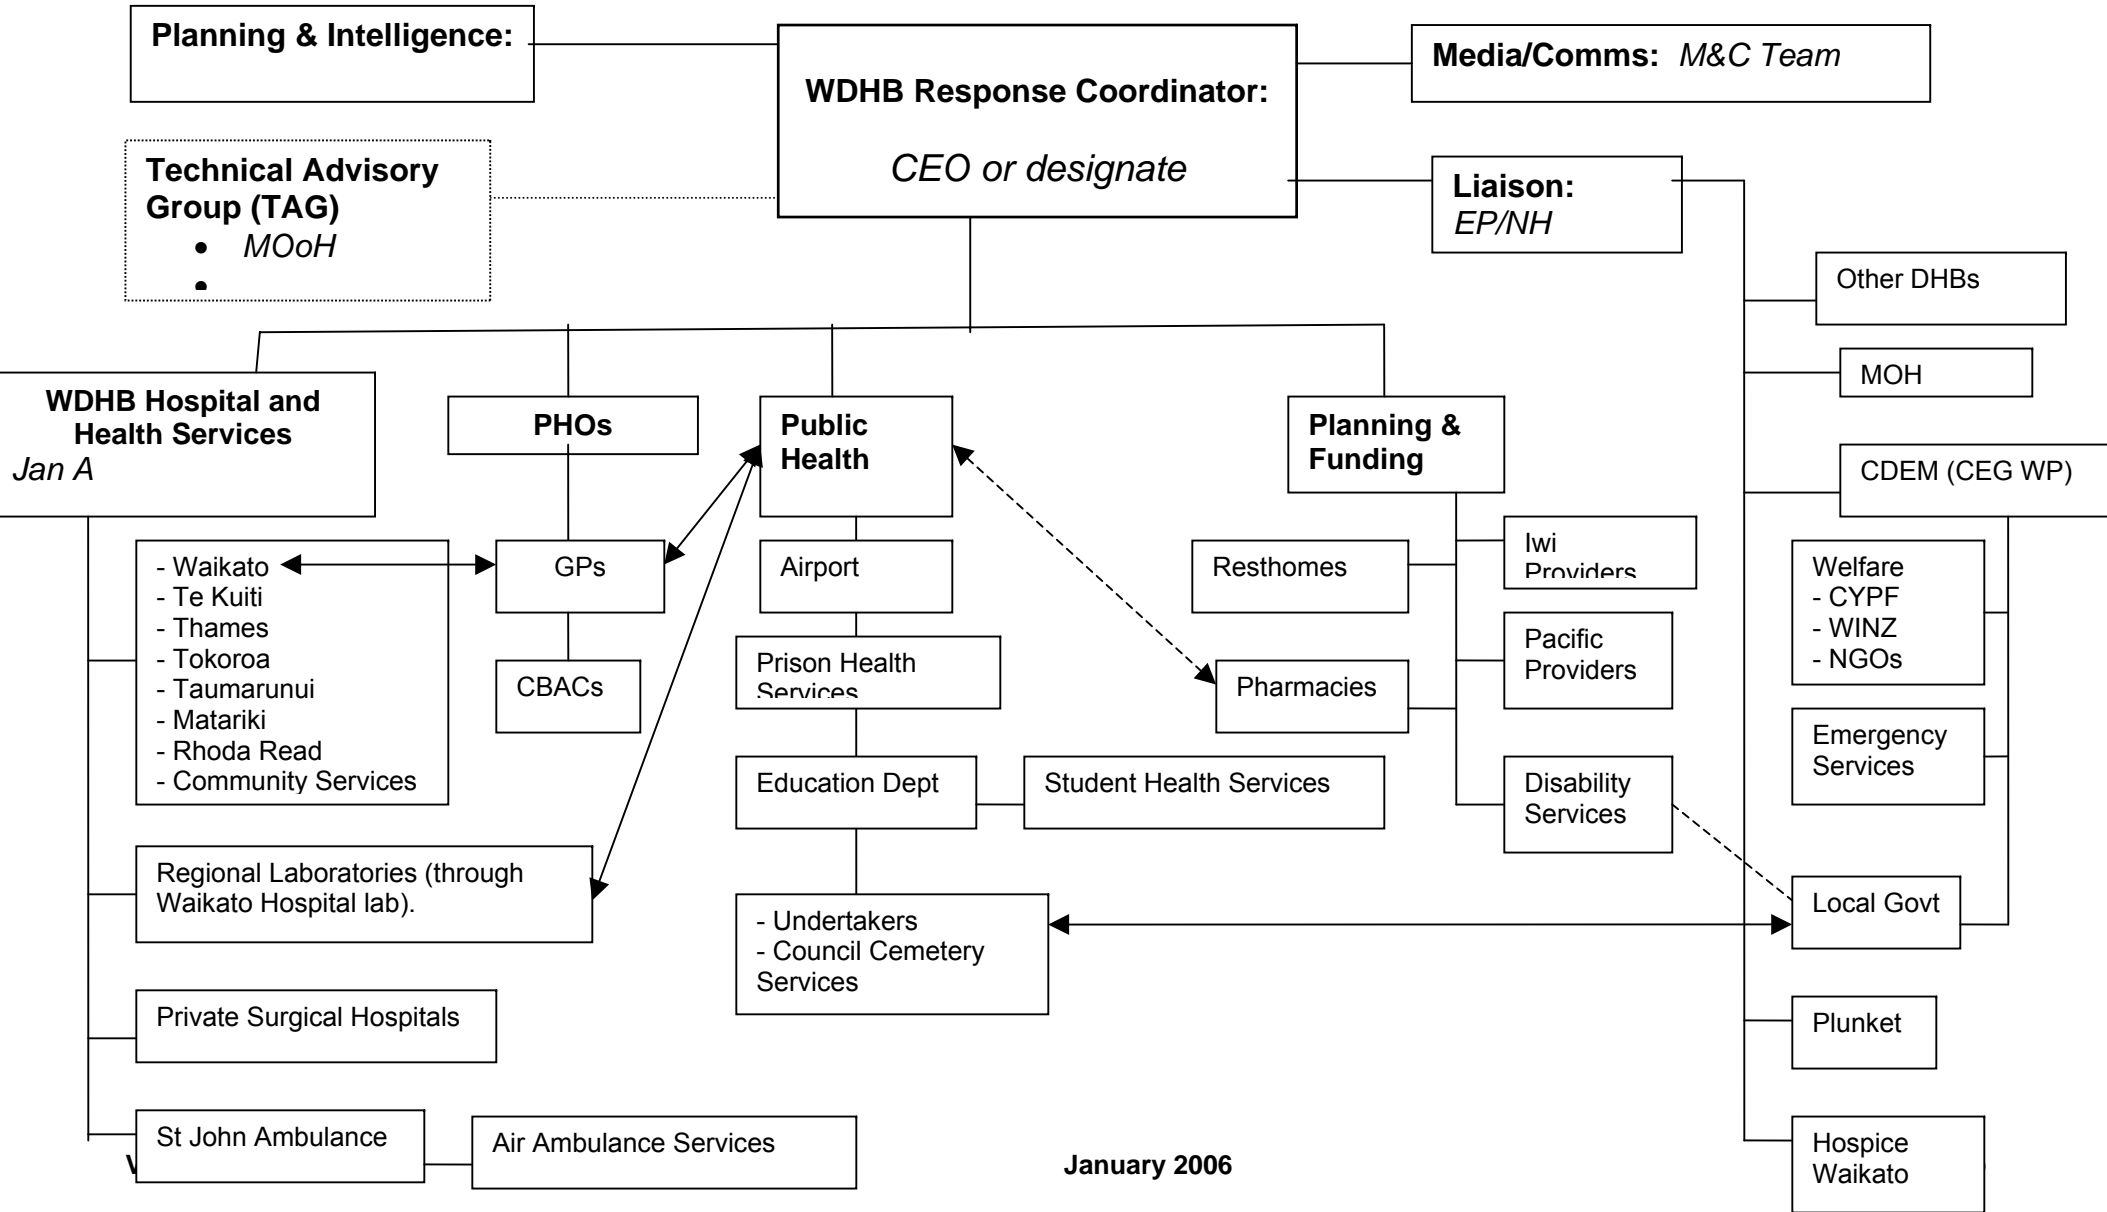 Planning & Intelligence:
WDHB Response Coordinator:
CEO or designate
Media/Comms: M&C Team
Technical Advisory
Group (TAG)
• MOoH
•
Liaison:
EP/NH
Other DHBs
MOH
CDEM (CEG WP)
WDHB Hospital and
Health Services
Jan A
PHOs
Public
Health
Planning &
Funding
- Waikato
- Te Kuiti
- Thames
- Tokoroa
- Taumarunui
- Matariki
- Rhoda Read
- Community Services
GPs
CBACs
Airport
Prison Health
Services
Education Dept
Student Health Services
- Undertakers
- Council Cemetery
Services
Resthomes
Pharmacies
Iwi
Providers
Pacific
Providers
Disability
Services
Welfare
- CYPF
- WINZ
- NGOs
Emergency
Services
Local Govt
Plunket
Hospice
Waikato
Regional Laboratories (through
Waikato Hospital lab).
Private Surgical Hospitals
St John Ambulance
Air Ambulance Services
January 2006